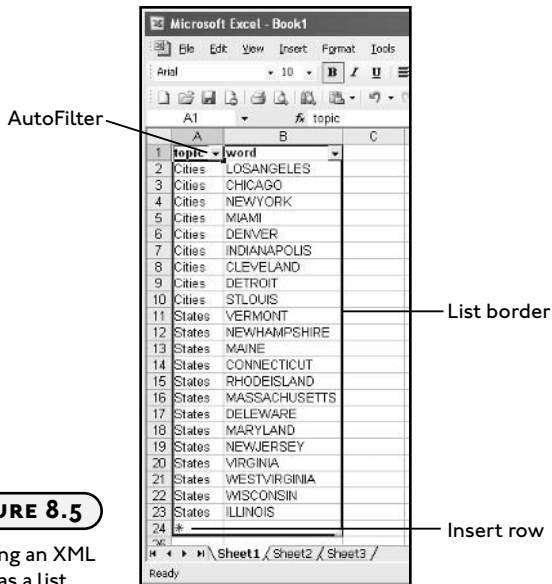 Microsoft Excel - Book1
File Edit View Insert Format Tools
Arial 10 B I U
A1 fx topic
A B C
1 topic word
2 Cities LOSANGELES
3 Cities CHICAGO
4 Cities NEWYORK
5 Cities MIAMI
6 Cities DENVER
7 Cities INDIANAPOLIS
8 Cities CLEVELAND
9 Cities DETROIT
10 Cities STLOUIS
11 States VERMONT
12 States NEWHAMPSHIRE
13 States MAINE
14 States CONNECTICUT
15 States RHODEISLAND
16 States MASSACHUSETTS
17 States DELEWARE
18 States MARYLAND
19 States NEWJERSEY
20 States VIRGINIA
21 States WESTVIRGINIA
22 States WISCONSIN
23 States ILLINOIS
24 *
Sheet1 Sheet2 Sheet3
Ready
AutoFilter
List border
Insert row
URE 8.5
ng an XML
as a list